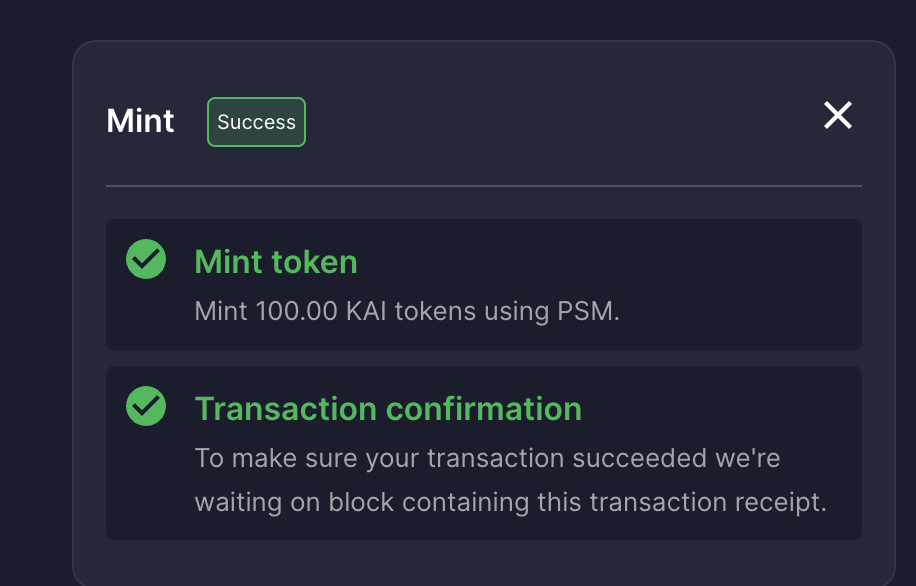 Mint
Success
Mint token
Mint 100.00 KAI tokens using PSM.
Transaction confirmation
To make sure your transaction succeeded we're
waiting on block containing this transaction receipt.